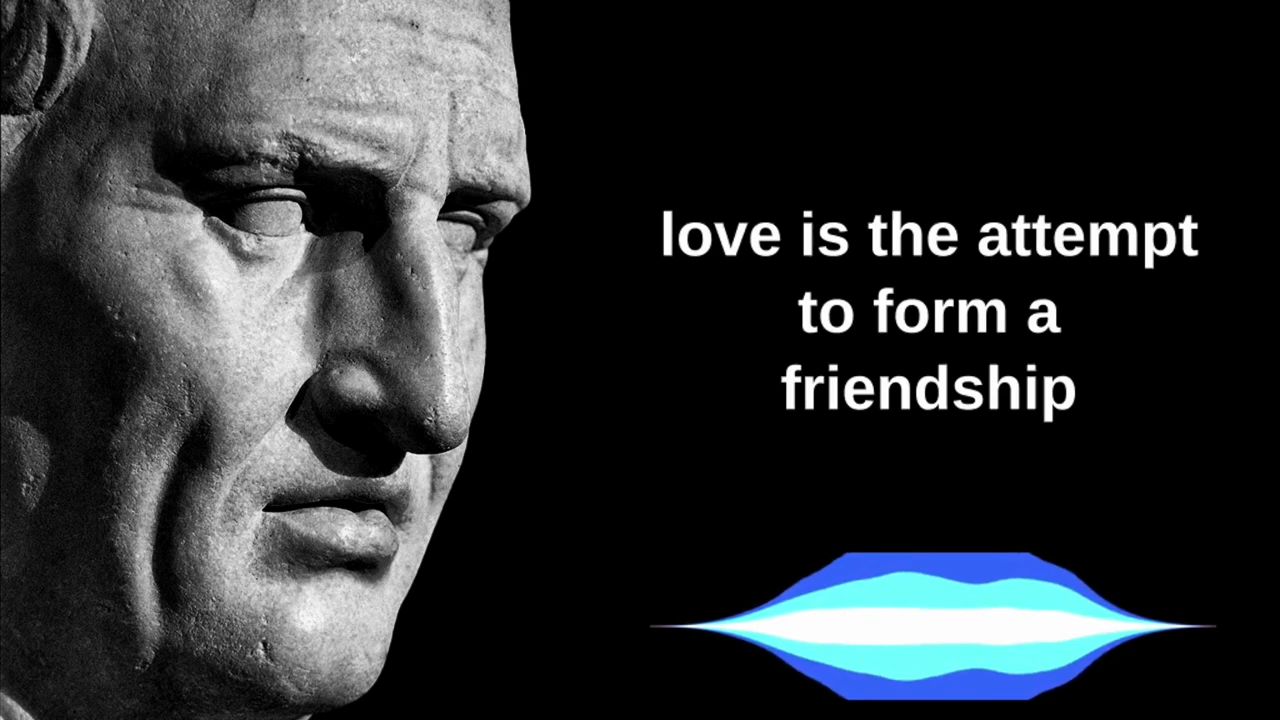 love is the attempt
to form a
friendship